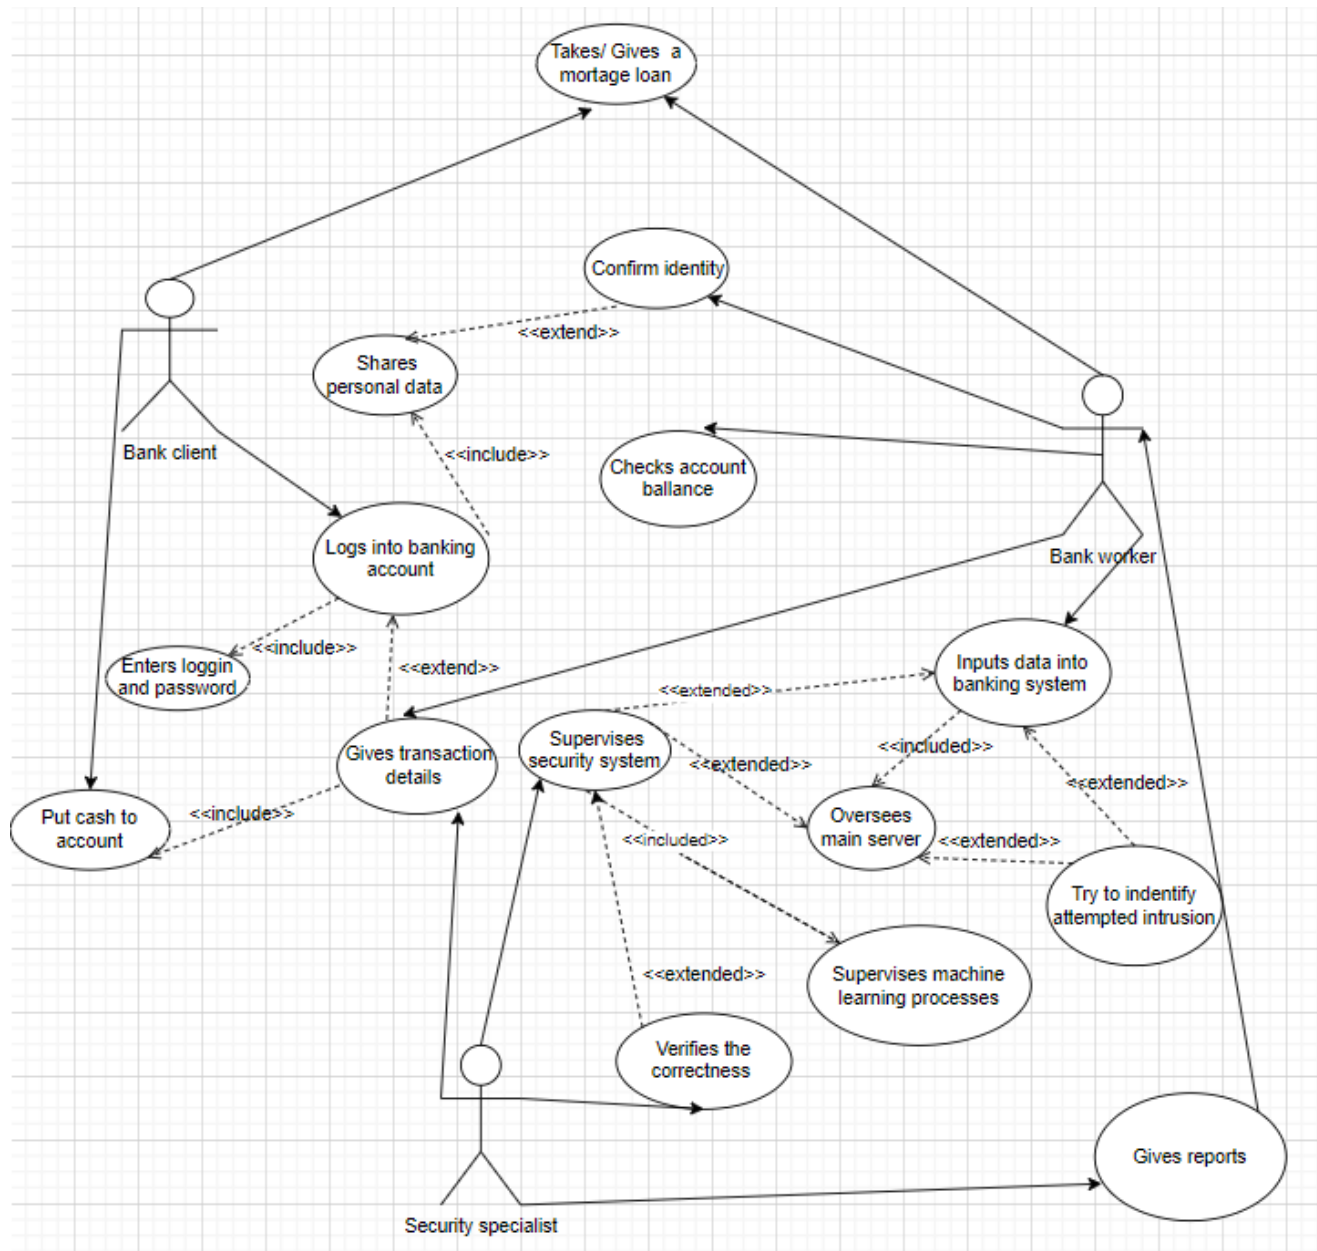 Takes/ Gives a
mortage loan
Confirm identity
<<extend>>
Shares
personal data
Bank client
<<include>>
Checks account
ballance
Logs into banking
account
Bank worker
<<include>>
Enters loggin
and password
<<extend>>
Inputs data into
banking system
<<extended>>
Gives transaction
details
Supervises
security system
<<included>>
<<extended>>
<<extended>>
Put cash to
account
<<include>>
Oversees
main server
<<included>>
<<extended>>
Try to indentify
attempted intrusion
Supervises machine
learning processes
<<extended>>
Verifies the
correctness
Gives reports
Security specialist